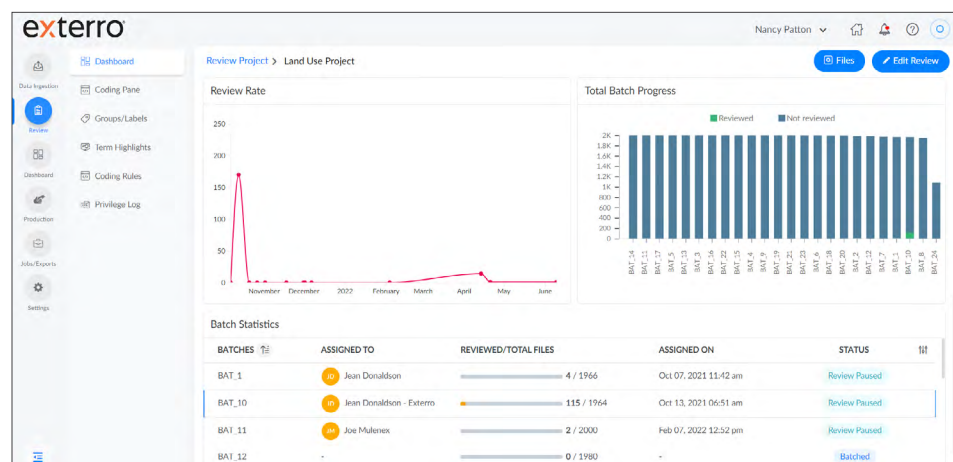 exterro
Nancy Patton
Data Ingestion
Review
Dashboard
Production
Jobs/Exports
Settings
Dashboard
Coding Pane
Groups/Labels
Term Highlights
Coding Rules
Privilege Log
Review Project > Land Use Project
Files
Edit Review
Review Rate
250
200
150
100
50
0
November December 2022 February March April May June
Total Batch Progress
Reviewed Not reviewed
2K
1.8K
1.6K
1.4K
1.2K
1K
800
600
400
200
0
BAT_14 BAT_11 BAT_17 BAT_5 BAT_13 BAT_3 BAT_16 BAT_22 BAT_15 BAT_4 BAT_9 BAT_19 BAT_21 BAT_23 BAT_6 BAT_18 BAT_20 BAT_2 BAT_12 BAT_7 BAT_1 BAT_10 BAT_8 BAT_24
Batch Statistics
BATCHES ASSIGNED TO REVIEWED/TOTAL FILES ASSIGNED ON STATUS
BAT_1 JD Jean Donaldson 4 / 1966 Oct 07, 2021 11:42 am Review Paused
BAT_10 JD Jean Donaldson - Exterro 115 / 1964 Oct 13, 2021 06:51 am Review Paused
BAT_11 JM Joe Mulenex 2 / 2000 Feb 07, 2022 12:52 pm Review Paused
BAT_12 - 0 / 1980 - Batched